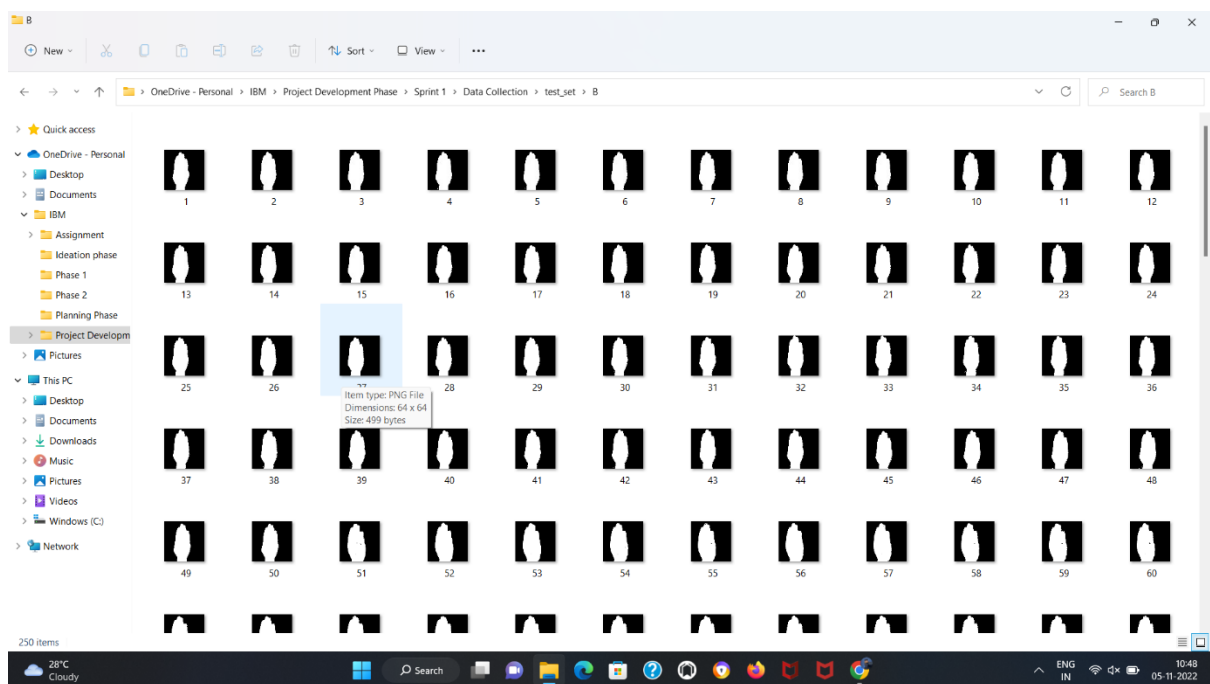 B
New Sort View •••
OneDrive - Personal > IBM > Project Development Phase > Sprint 1 > Data Collection > test_set > B
Search B
Quick access
OneDrive - Personal
Desktop
Documents
IBM
Assignment
Ideation phase
Phase 1
Phase 2
Planning Phase
Project Developm
Pictures
This PC
Desktop
Documents
Downloads
Music
Pictures
Videos
Windows (C:)
Network
1 2 3 4 5 6 7 8 9 10 11 12
13 14 15 16 17 18 19 20 21 22 23 24
25 26 27 28 29 30 31 32 33 34 35 36
Item type: PNG File
Dimensions: 64 x 64
Size: 499 bytes
37 38 39 40 41 42 43 44 45 46 47 48
49 50 51 52 53 54 55 56 57 58 59 60
250 items
28°C
Cloudy
Search
ENG
IN
10:48
05-11-2022